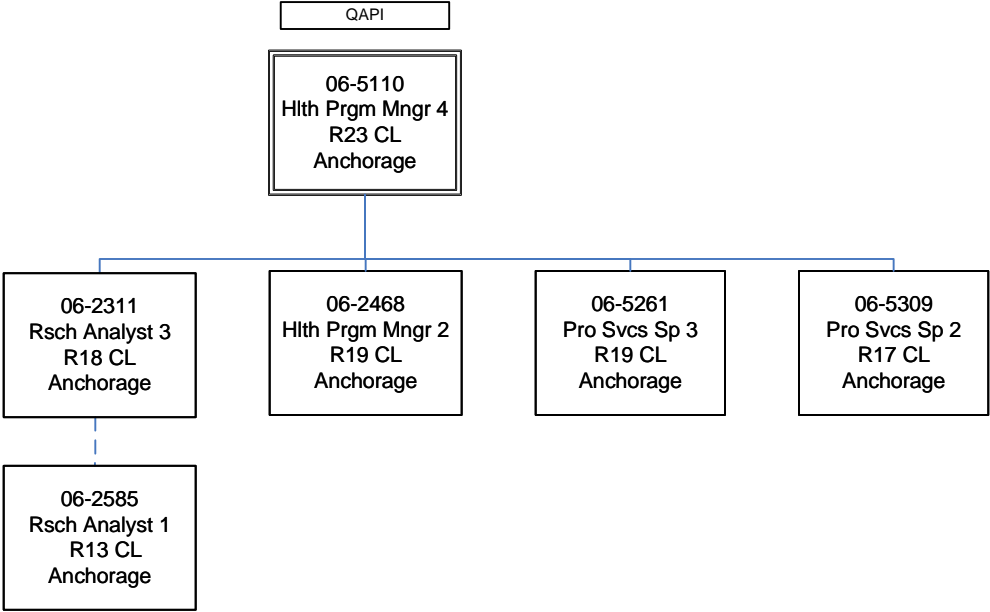 QAPI
06-5110
Hlth Prgm Mngr 4
R23 CL
Anchorage
06-2311
Rsch Analyst 3
R18 CL
Anchorage
06-2468
Hlth Prgm Mngr 2
R19 CL
Anchorage
06-5261
Pro Svcs Sp 3
R19 CL
Anchorage
06-5309
Pro Svcs Sp 2
R17 CL
Anchorage
06-2585
Rsch Analyst 1
R13 CL
Anchorage